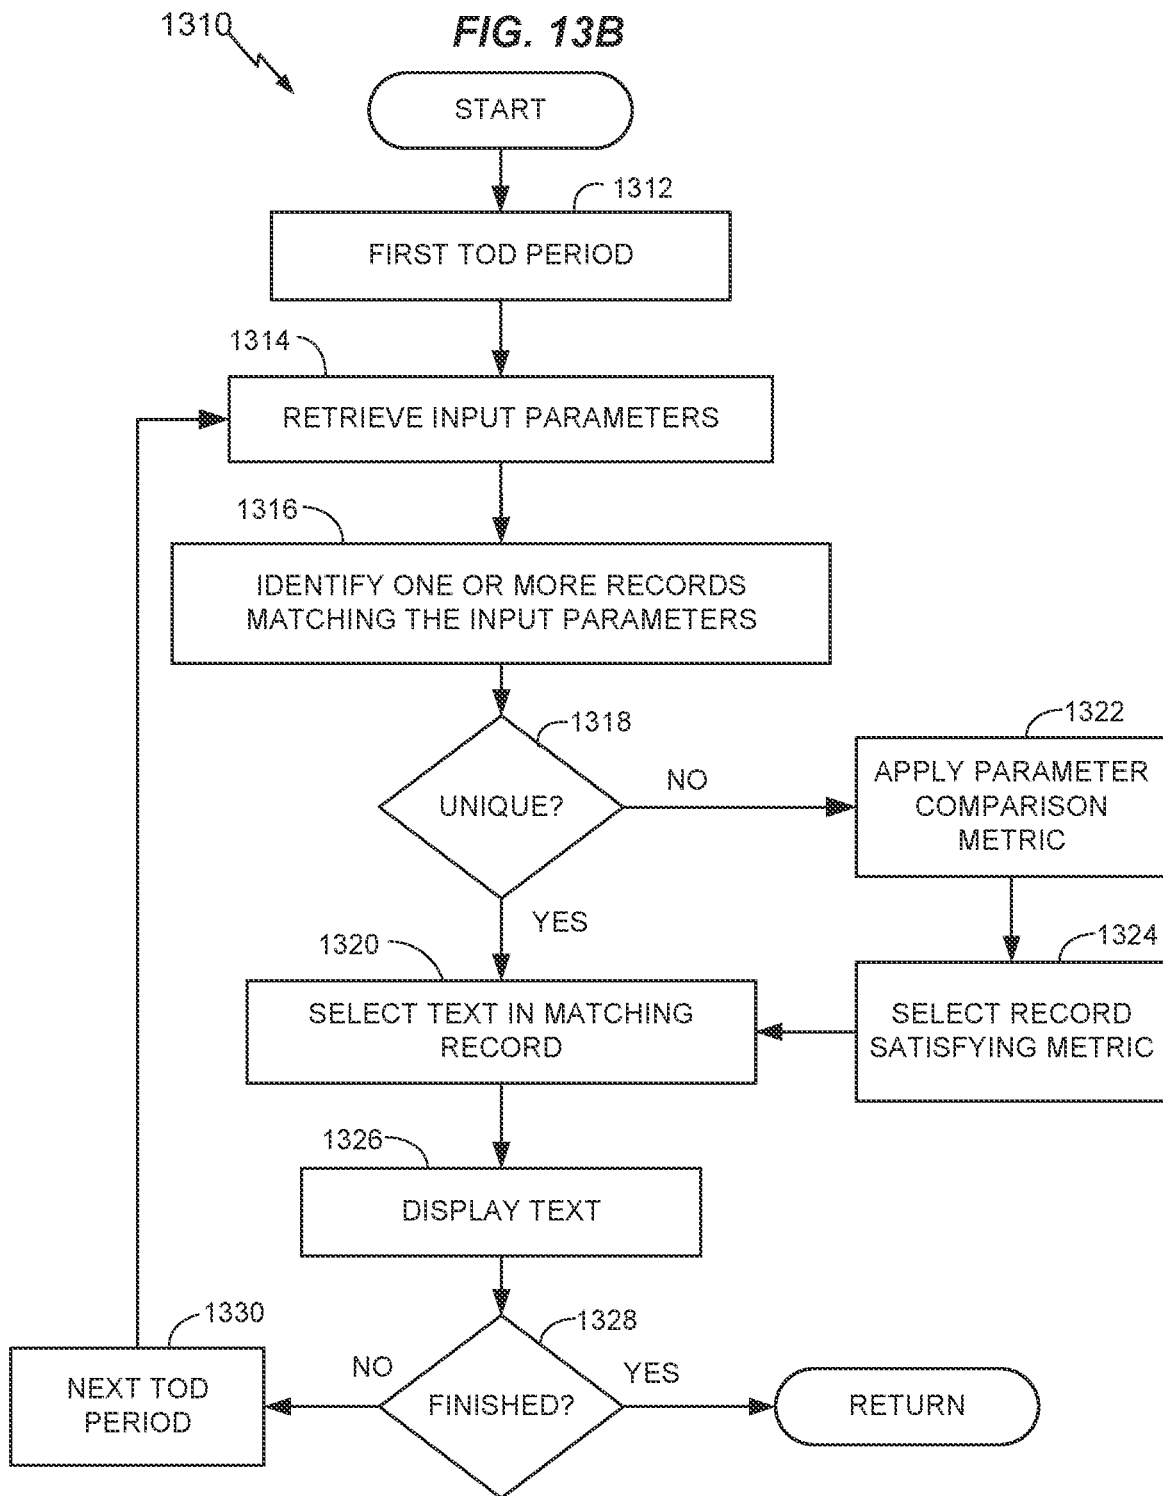 1310
FIG. 13B
START
1312
FIRST TOD PERIOD
1314
RETRIEVE INPUT PARAMETERS
1316
IDENTIFY ONE OR MORE RECORDS
MATCHING THE INPUT PARAMETERS
1318
UNIQUE?
NO
1322
APPLY PARAMETER
COMPARISON
METRIC
YES
1320
SELECT TEXT IN MATCHING
RECORD
1324
SELECT RECORD
SATISFYING METRIC
1326
DISPLAY TEXT
1328
FINISHED?
NO
YES
1330
NEXT TOD
PERIOD
RETURN